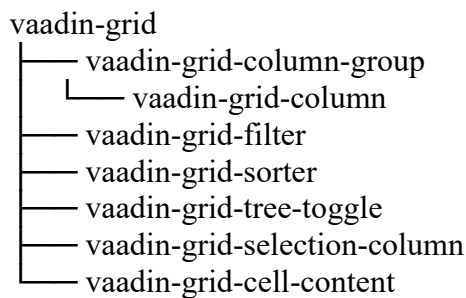 vaadin-grid
vaadin-grid-column-group
vaadin-grid-column
vaadin-grid-filter
vaadin-grid-sorter
vaadin-grid-tree-toggle
vaadin-grid-selection-column
vaadin-grid-cell-content